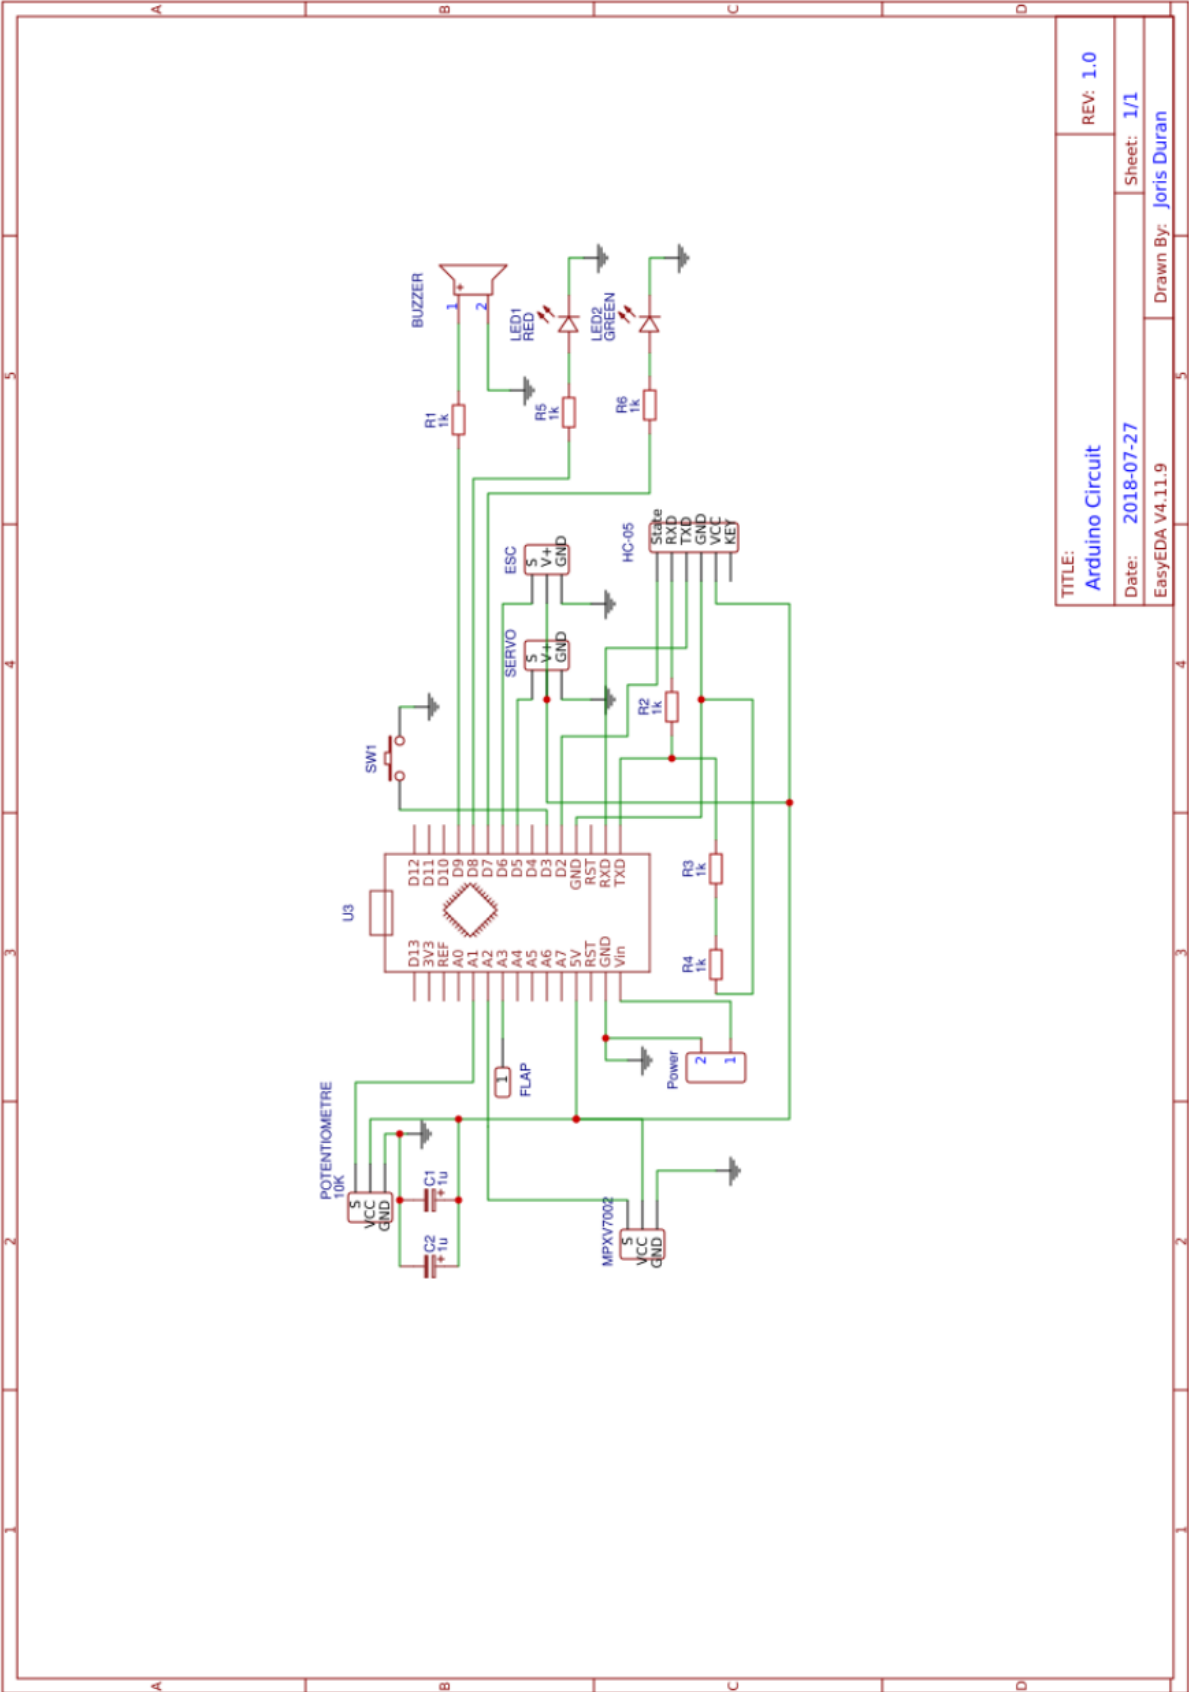 A
B
C
D
1
2
3
4
5
1
2
3
4
5
A
B
C
D
TITLE:
Arduino Circuit
REV: 1.0
Date: 2018-07-27
Sheet: 1/1
EasyEDA V4.11.9
Drawn By: Joris Duran
BUZZER
1
2
+
R1
1k
LED1
RED
R5
1k
LED2
GREEN
R6
1k
ESC
S
V+
GND
SERVO
S
V+
GND
HC-05
State
RXD
TXD
GND
VCC
KEY
SW1
R2
1k
R3
1k
R4
1k
U3
D12
D11
D10
D9
D8
D7
D6
D5
D4
D3
D2
GND
RST
RXD
TXD
D13
3V3
REF
A0
A1
A2
A3
A4
A5
A6
A7
5V
RST
GND
Vin
FLAP
1
Power
2
1
POTENTIOMETRE
10K
S
VCC
GND
C1
1u
+
C2
1u
+
MPXV7002
S
VCC
GND